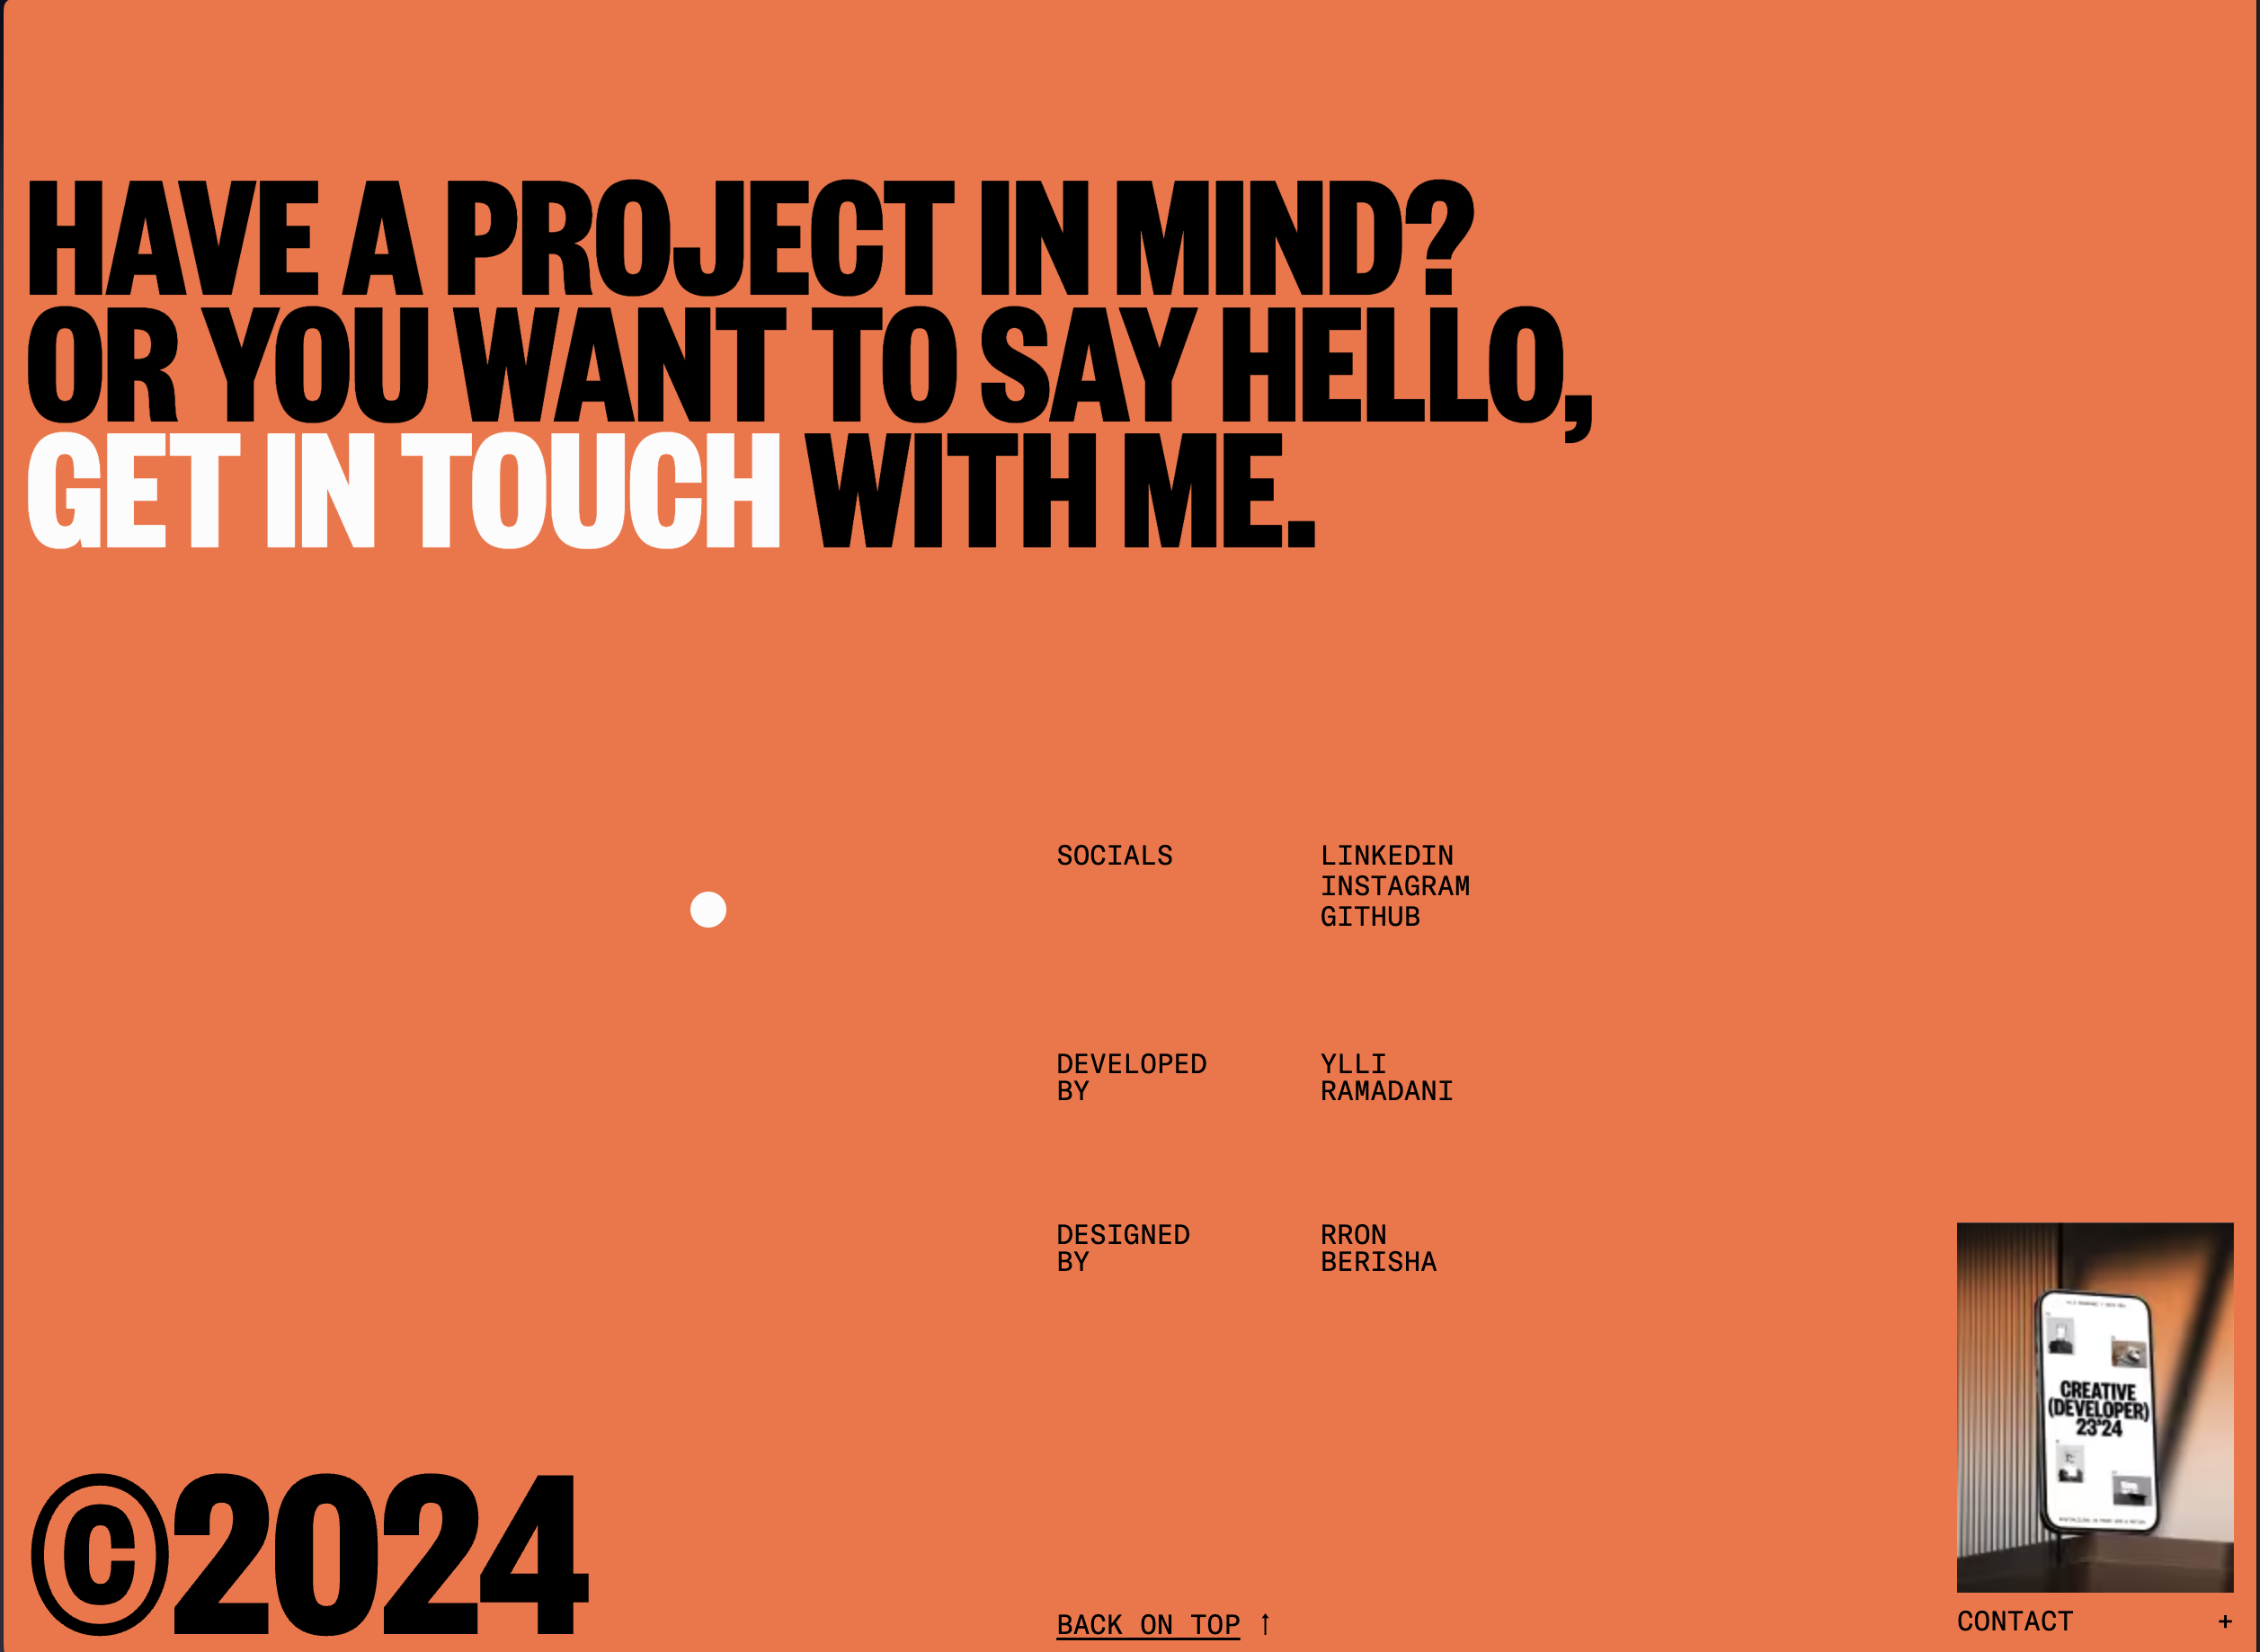 HAVE A PROJECT IN MIND?
OR YOU WANT TO SAY HELLO,
GET IN TOUCH WITH ME.
SOCIALS
LINKEDIN
INSTAGRAM
GITHUB
DEVELOPED
BY
YLLI
RAMADANI
DESIGNED
BY
RRON
BERISHA
CREATIVE
(DEVELOPER)
23'24
©2024
BACK ON TOP ↑
CONTACT +